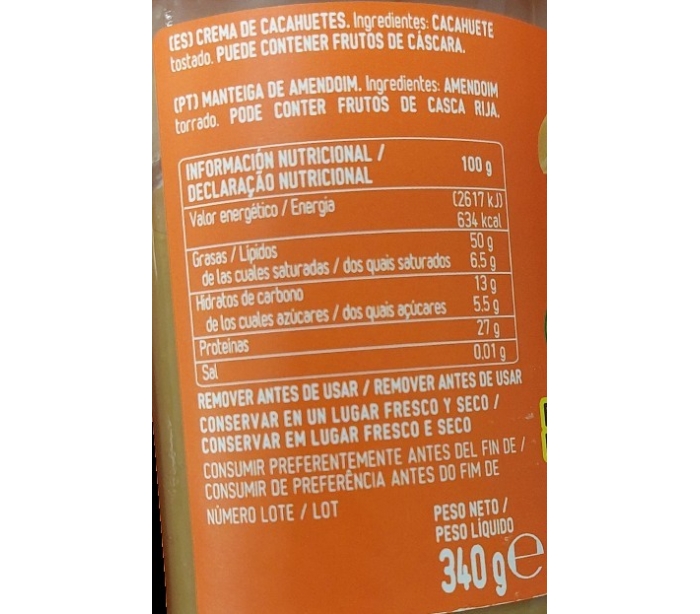 (ES) CREMA DE CACAHUETES. Ingredientes: CACAHUETE
tostado. PUEDE CONTENER FRUTOS DE CÁSCARA.
(PT) MANTEIGA DE AMENDOIM. Ingredientes: AMENDOIM
torrado. PODE CONTER FRUTOS DE CASCA RIJA.
INFORMACIÓN NUTRICIONAL /
DECLARAÇÃO NUTRICIONAL 100 g
Valor energético / Energia (2617 kJ)
634 kcal
Grasas / Lípidos 50 g
de las cuales saturadas / dos quais saturados 6.5 g
Hidratos de carbono 13 g
de los cuales azúcares / dos quais açúcares 5.5 g
Proteínas 27 g
Sal 0,01 g
REMOVER ANTES DE USAR / REMOVER ANTES DE USAR
CONSERVAR EN UN LUGAR FRESCO Y SECO /
CONSERVAR EM LUGAR FRESCO E SECO
CONSUMIR PREFERENTEMENTE ANTES DEL FIN DE /
CONSUMIR DE PREFERÊNCIA ANTES DO FIM DE
NÚMERO LOTE / LOT
PESO NETO /
PESO LÍQUIDO
340 g e